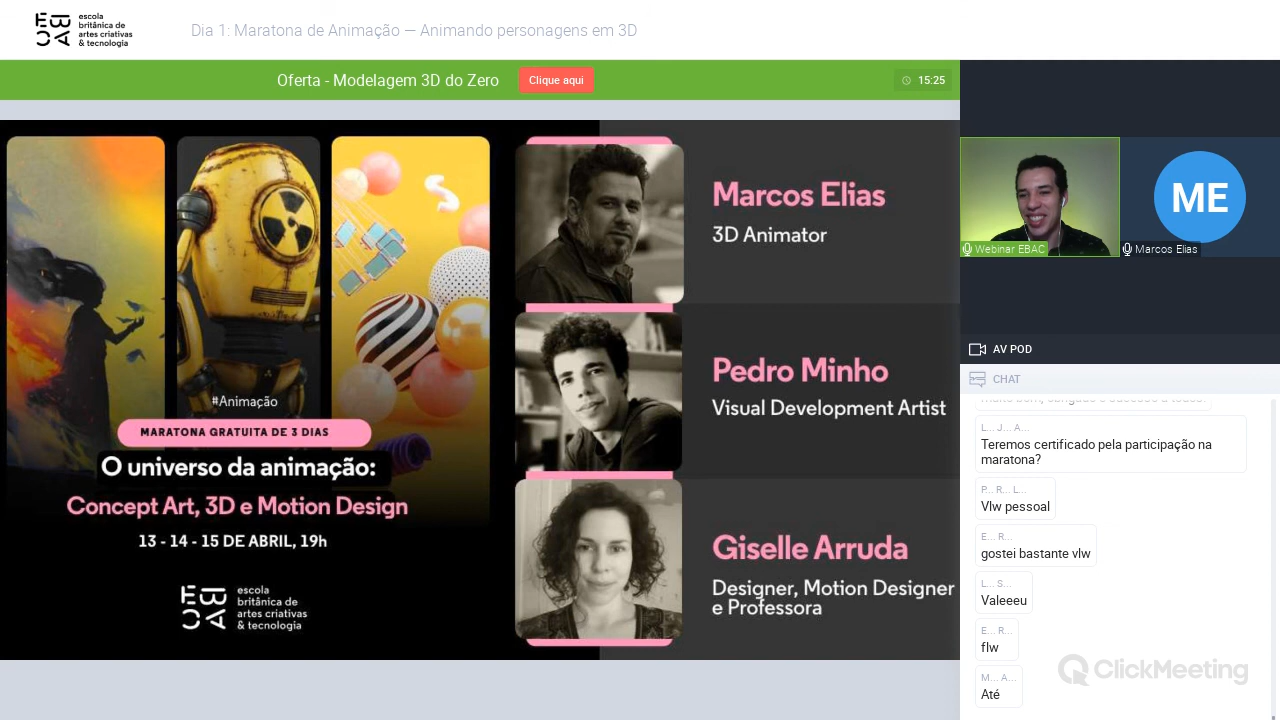 escola
britânica de
artes criativas
& tecnologia
EBAC
Dia 1: Maratona de Animação — Animando personagens em 3D
Oferta - Modelagem 3D do Zero
Clique aqui
15:25
#Animação
MARATONA GRATUITA DE 3 DIAS
O universo da animação:
Concept Art, 3D e Motion Design
13 - 14 - 15 DE ABRIL, 19h
EBAC
escola
britânica de
artes criativas
& tecnologia
Marcos Elias
3D Animator
Pedro Minho
Visual Development Artist
Giselle Arruda
Designer, Motion Designer
e Professora
ME
Webinar EBAC
Marcos Elias
AV POD
CHAT
L... J... A...
Teremos certificado pela participação na
maratona?
P... R... L...
Vlw pessoal
E... R...
gostei bastante vlw
L... S...
Valeeeu
E... R...
flw
M... A...
Até
ClickMeeting